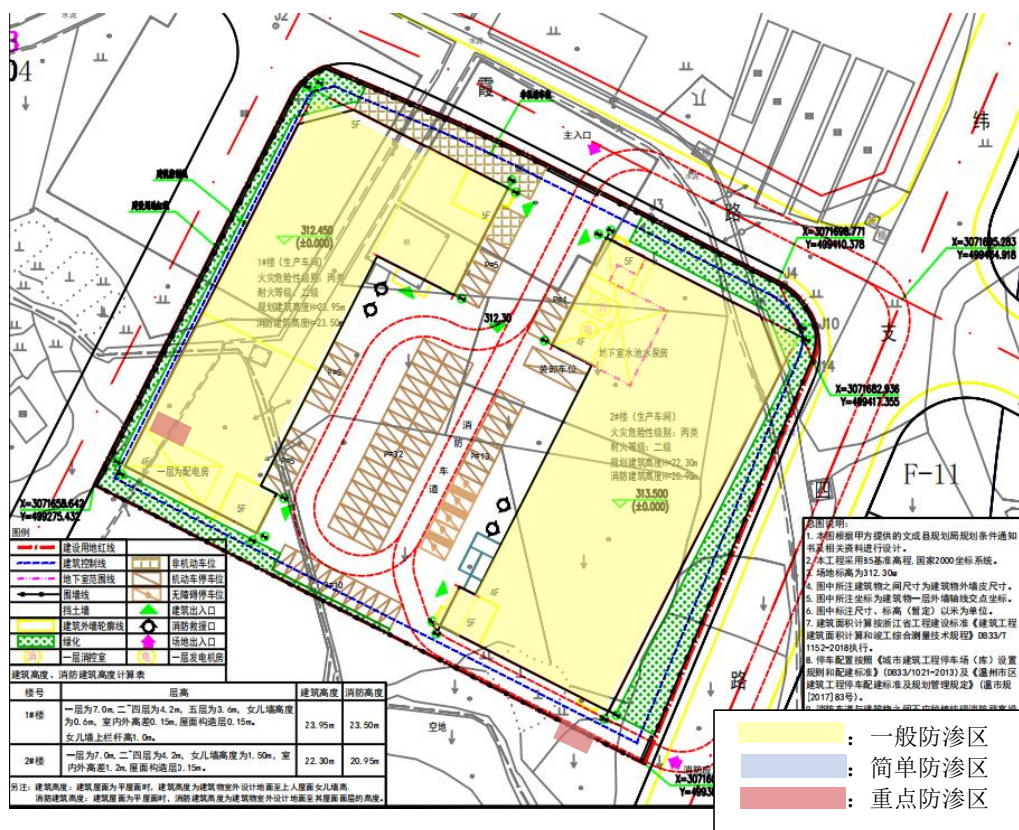 J2
04
霞
主入口
纬
5F
J3
路
X=3071698.771
Y=499410.378
5F
312.450
(±0.000)
1#楼（生产车间）
火灾危险性级别：丙类
耐火等级：二级
规划建筑高度H=23.95m
消防建筑高度H=23.50m
P=5
5F
J4
J10
支
J14
312.30
P=4
4F
地下室水池水泵房
装卸车位
X=3071682.936
Y=499417.355
P=5
消
防
车
道
P=32
P=13
2#楼（生产车间）
火灾危险性级别：丙类
耐火等级：二级
规划建筑高度H=22.30m
消防建筑高度H=20.95m
313.500
(±0.000)
F-11
四
4F
一层为配电房
P=5
5F
X=3071658.642
Y=499275.432
P=10
4F
5F
路
空地
图例
建设用地红线
建筑控制线
非机动车位
地下室范围线
机动车停车位
围墙线
无障碍停车位
挡土墙
建筑出入口
建筑外墙轮廓线
消防救援口
绿化
场地出入口
消
一层消控室
电
一层发电机房
总图说明：
1. 本图根据甲方提供的文成县规划局规划条件通知
书及相关资料进行设计。
2. 本工程采用85基准高程，国家2000坐标系统。
3. 场地标高为312.30m
4. 图中所注建筑物之间尺寸为建筑物外墙皮尺寸。
5. 图中所注坐标为建筑物一层外墙轴线交点坐标。
6. 图中标注尺寸、标高（暂定）以米为单位。
7. 建筑面积计算按浙江省工程建设标准《建筑工程
建筑面积计算和竣工综合测量技术规程》DB33/T
1152-2018执行。
8. 停车配置按照《城市建筑工程停车场（库）设置
规则和配建标准》(DB33/1021-2013)及《温州市区
建筑工程停车配建标准及规划管理规定》（温市规
[2017]83号）。
建筑高度、消防建筑高度计算表
楼号 层高 建筑高度 消防高度
1#楼 一层为7.0m，二~四层为4.2m，五层为3.6m，女儿墙高度
为0.6m，室内外高差0.15m，屋面构造层0.15m。
女儿墙上栏杆高1.0m。 23.95m 23.50m
2#楼 一层为7.0m，二~四层为4.2m，女儿墙高度为1.50m，室
内外高差1.2m，屋面构造层0.15m。 22.30m 20.95m
另注：建筑高度：建筑屋面为平屋面时，建筑高度为建筑物室外设计地面至上人屋面女儿墙高
消防建筑高度：建筑屋面为平屋面时，消防建筑高度为建筑物室外设计地面至其屋面面层的高度。
：一般防渗区
：简单防渗区
：重点防渗区